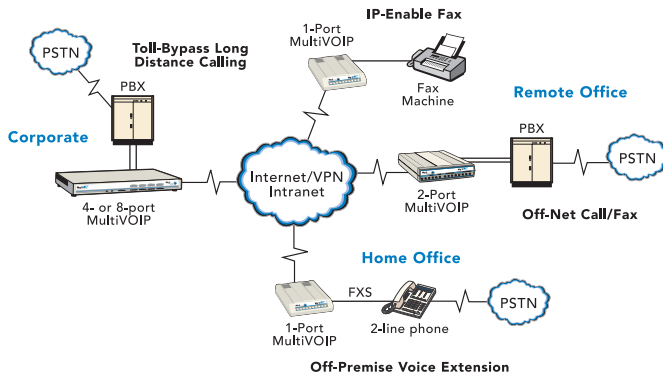 IP-Enable Fax
1-Port
MultiVOIP
Fax
Machine
Toll-Bypass Long
Distance Calling
PSTN
PBX
Corporate
4- or 8-port
MultiVOIP
Internet/VPN
Intranet
Remote Office
PBX
PSTN
2-Port
MultiVOIP
Off-Net Call/Fax
Home Office
FXS
PSTN
1-Port
MultiVOIP
2-line phone
Off-Premise Voice Extension